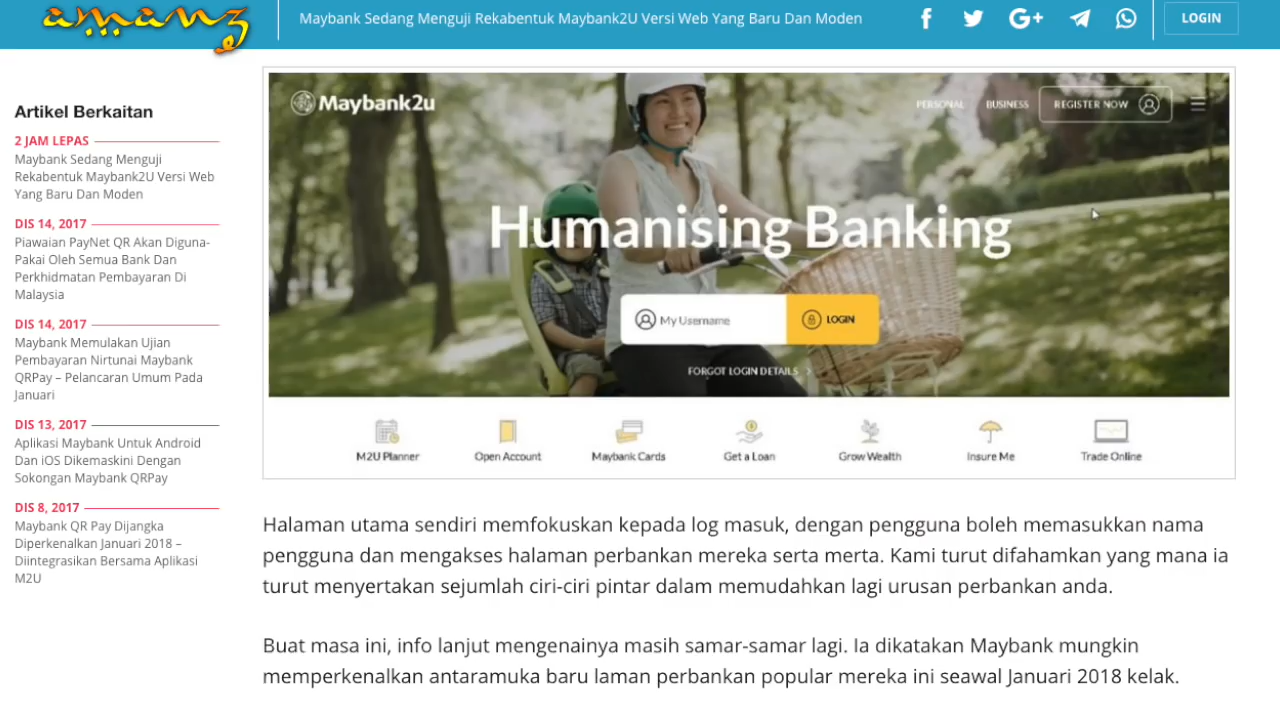 amanz
Maybank Sedang Menguji Rekabentuk Maybank2U Versi Web Yang Baru Dan Moden
LOGIN
Artikel Berkaitan
2 JAM LEPAS
Maybank Sedang Menguji
Rekabentuk Maybank2U Versi Web
Yang Baru Dan Moden
DIS 14, 2017
Piawaian PayNet QR Akan Diguna-
Pakai Oleh Semua Bank Dan
Perkhidmatan Pembayaran Di
Malaysia
DIS 14, 2017
Maybank Memulakan Ujian
Pembayaran Nirtunai Maybank
QRPay – Pelancaran Umum Pada
Januari
DIS 13, 2017
Aplikasi Maybank Untuk Android
Dan iOS Dikemaskini Dengan
Sokongan Maybank QRPay
DIS 8, 2017
Maybank QR Pay Dijangka
Diperkenalkan Januari 2018 –
Diintegrasikan Bersama Aplikasi
M2U
Maybank2u
PERSONAL
BUSINESS
REGISTER NOW
Humanising Banking
My Username
LOGIN
FORGOT LOGIN DETAILS
M2U Planner
Open Account
Maybank Cards
Get a Loan
Grow Wealth
Insure Me
Trade Online
Halaman utama sendiri memfokuskan kepada log masuk, dengan pengguna boleh memasukkan nama
pengguna dan mengakses halaman perbankan mereka serta merta. Kami turut difahamkan yang mana ia
turut menyertakan sejumlah ciri-ciri pintar dalam memudahkan lagi urusan perbankan anda.
Buat masa ini, info lanjut mengenainya masih samar-samar lagi. Ia dikatakan Maybank mungkin
memperkenalkan antaramuka baru laman perbankan popular mereka ini seawal Januari 2018 kelak.